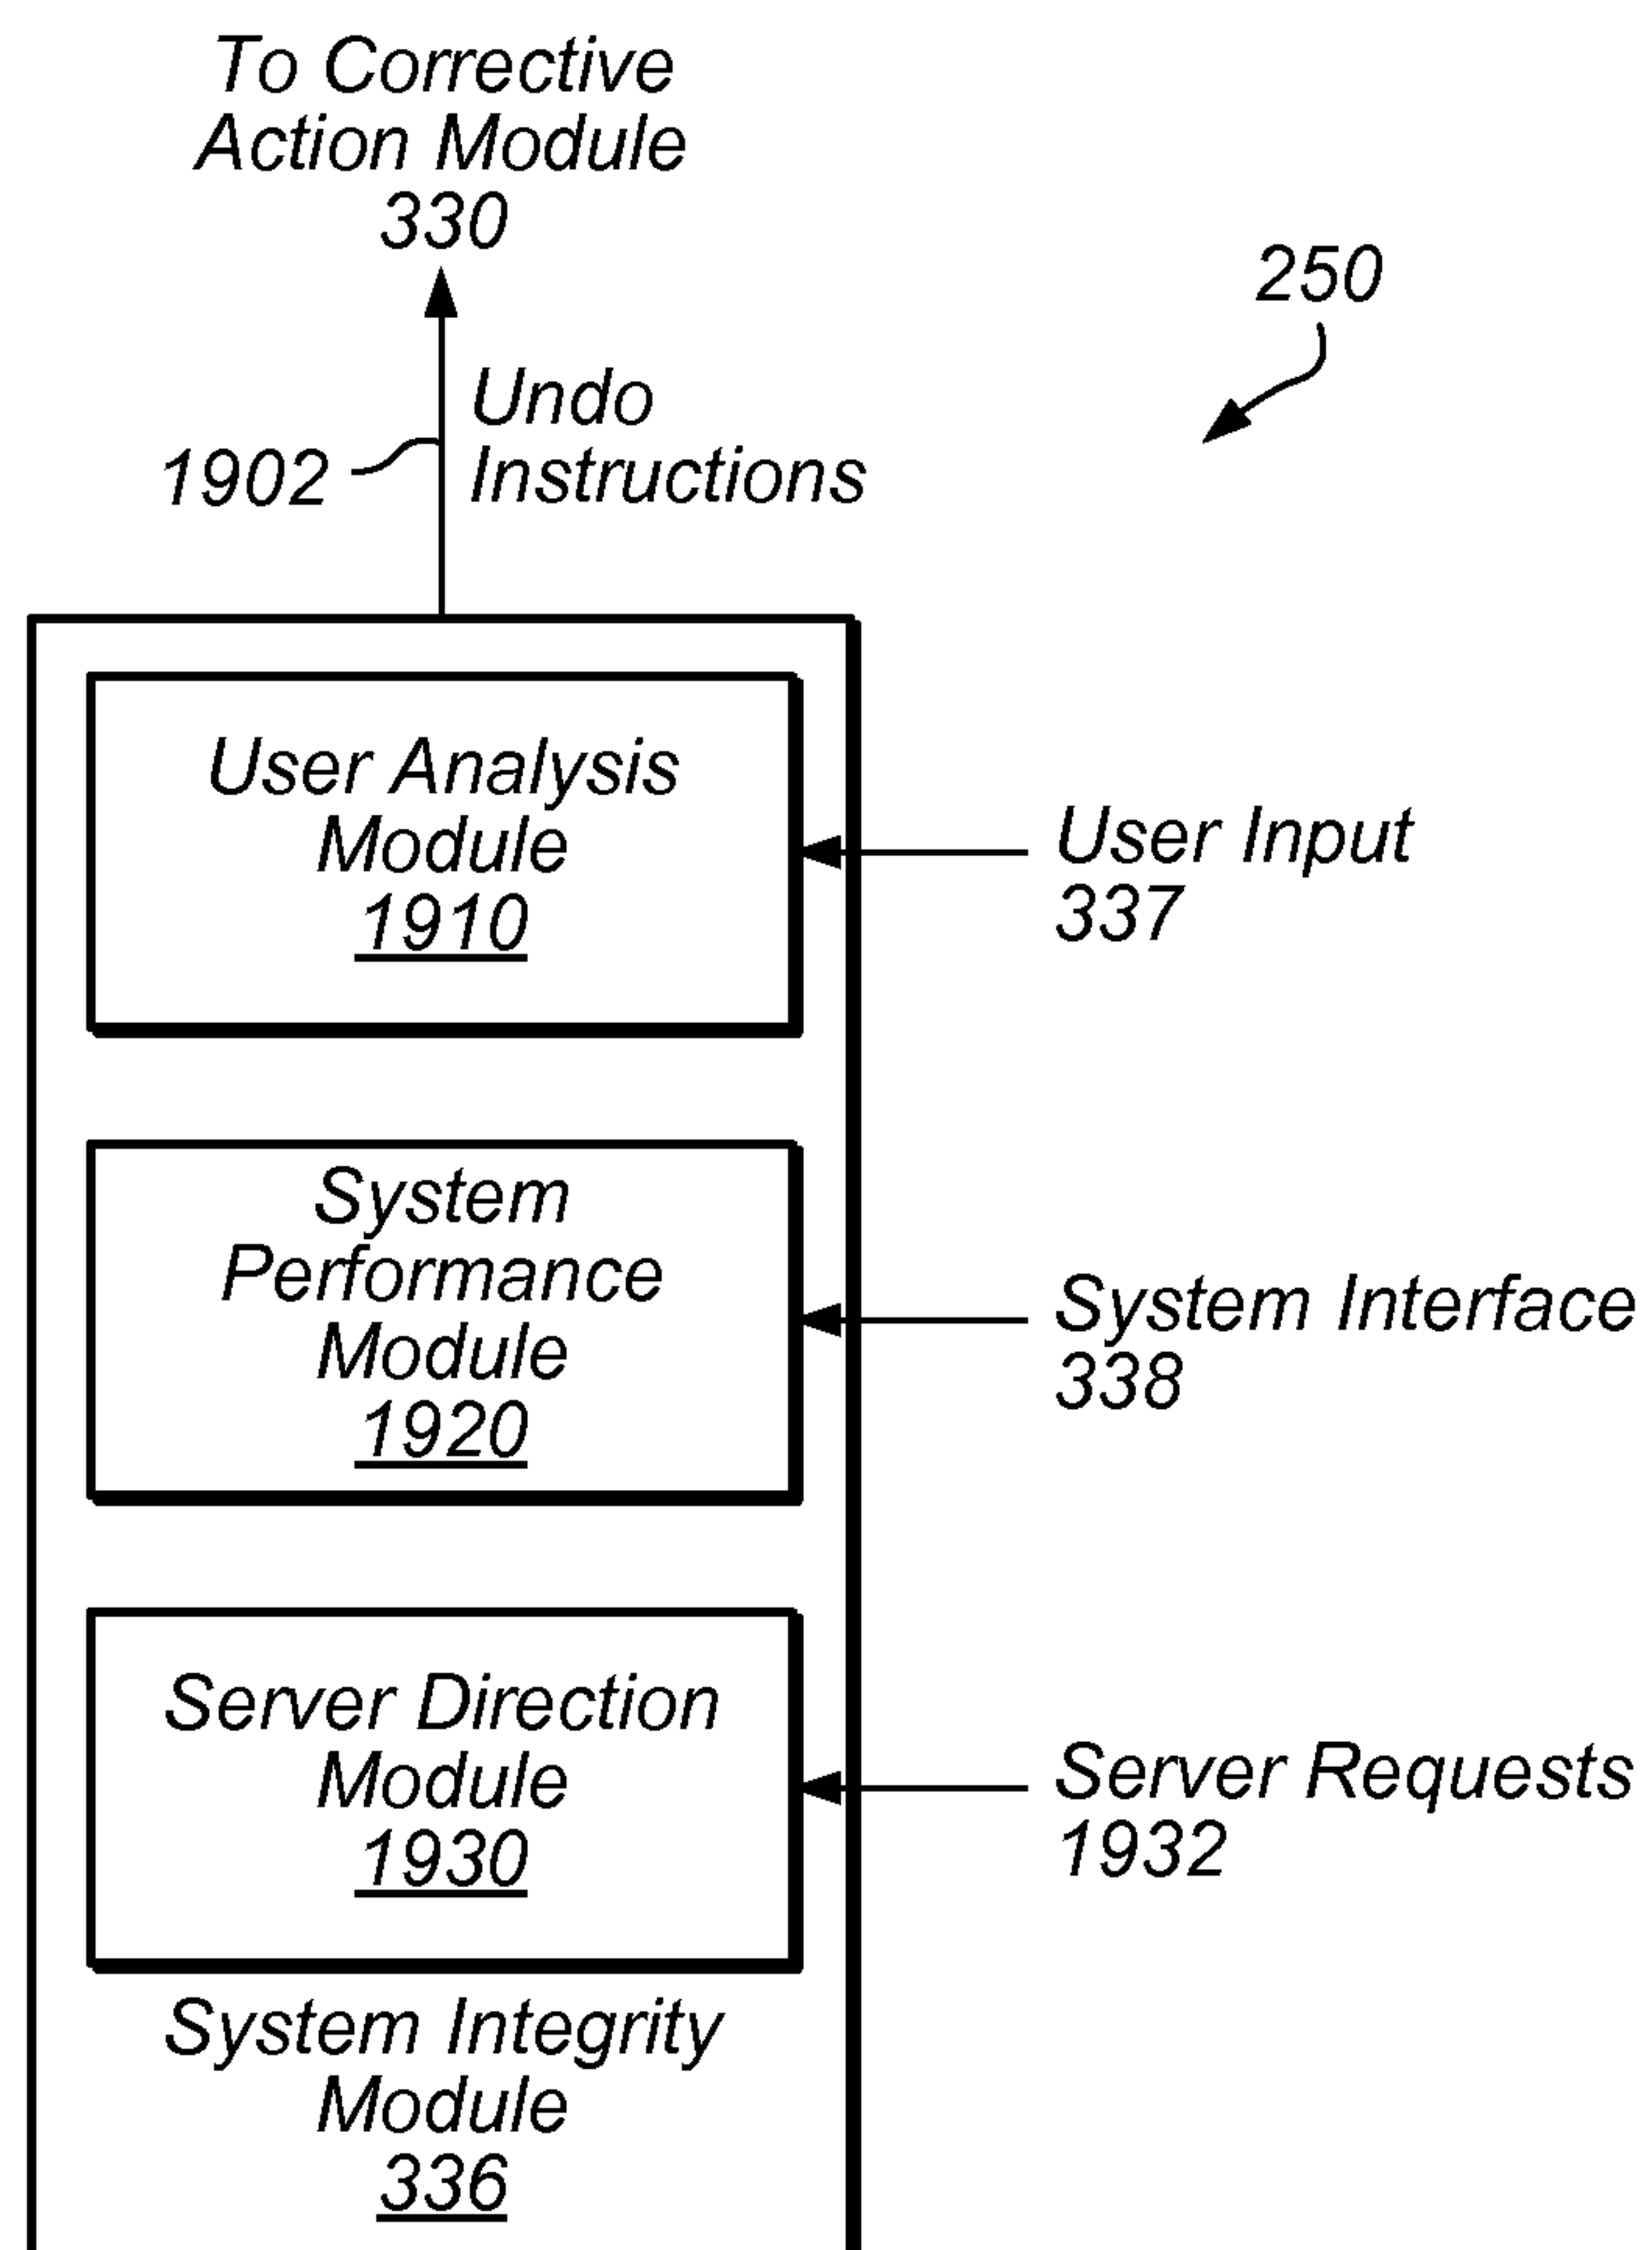 To Corrective
Action Module
330
250
Undo
Instructions
1902
User Analysis
Module
1910
User Input
337
System
Performance
Module
1920
System Interface
338
Server Direction
Module
1930
Server Requests
1932
System Integrity
Module
336